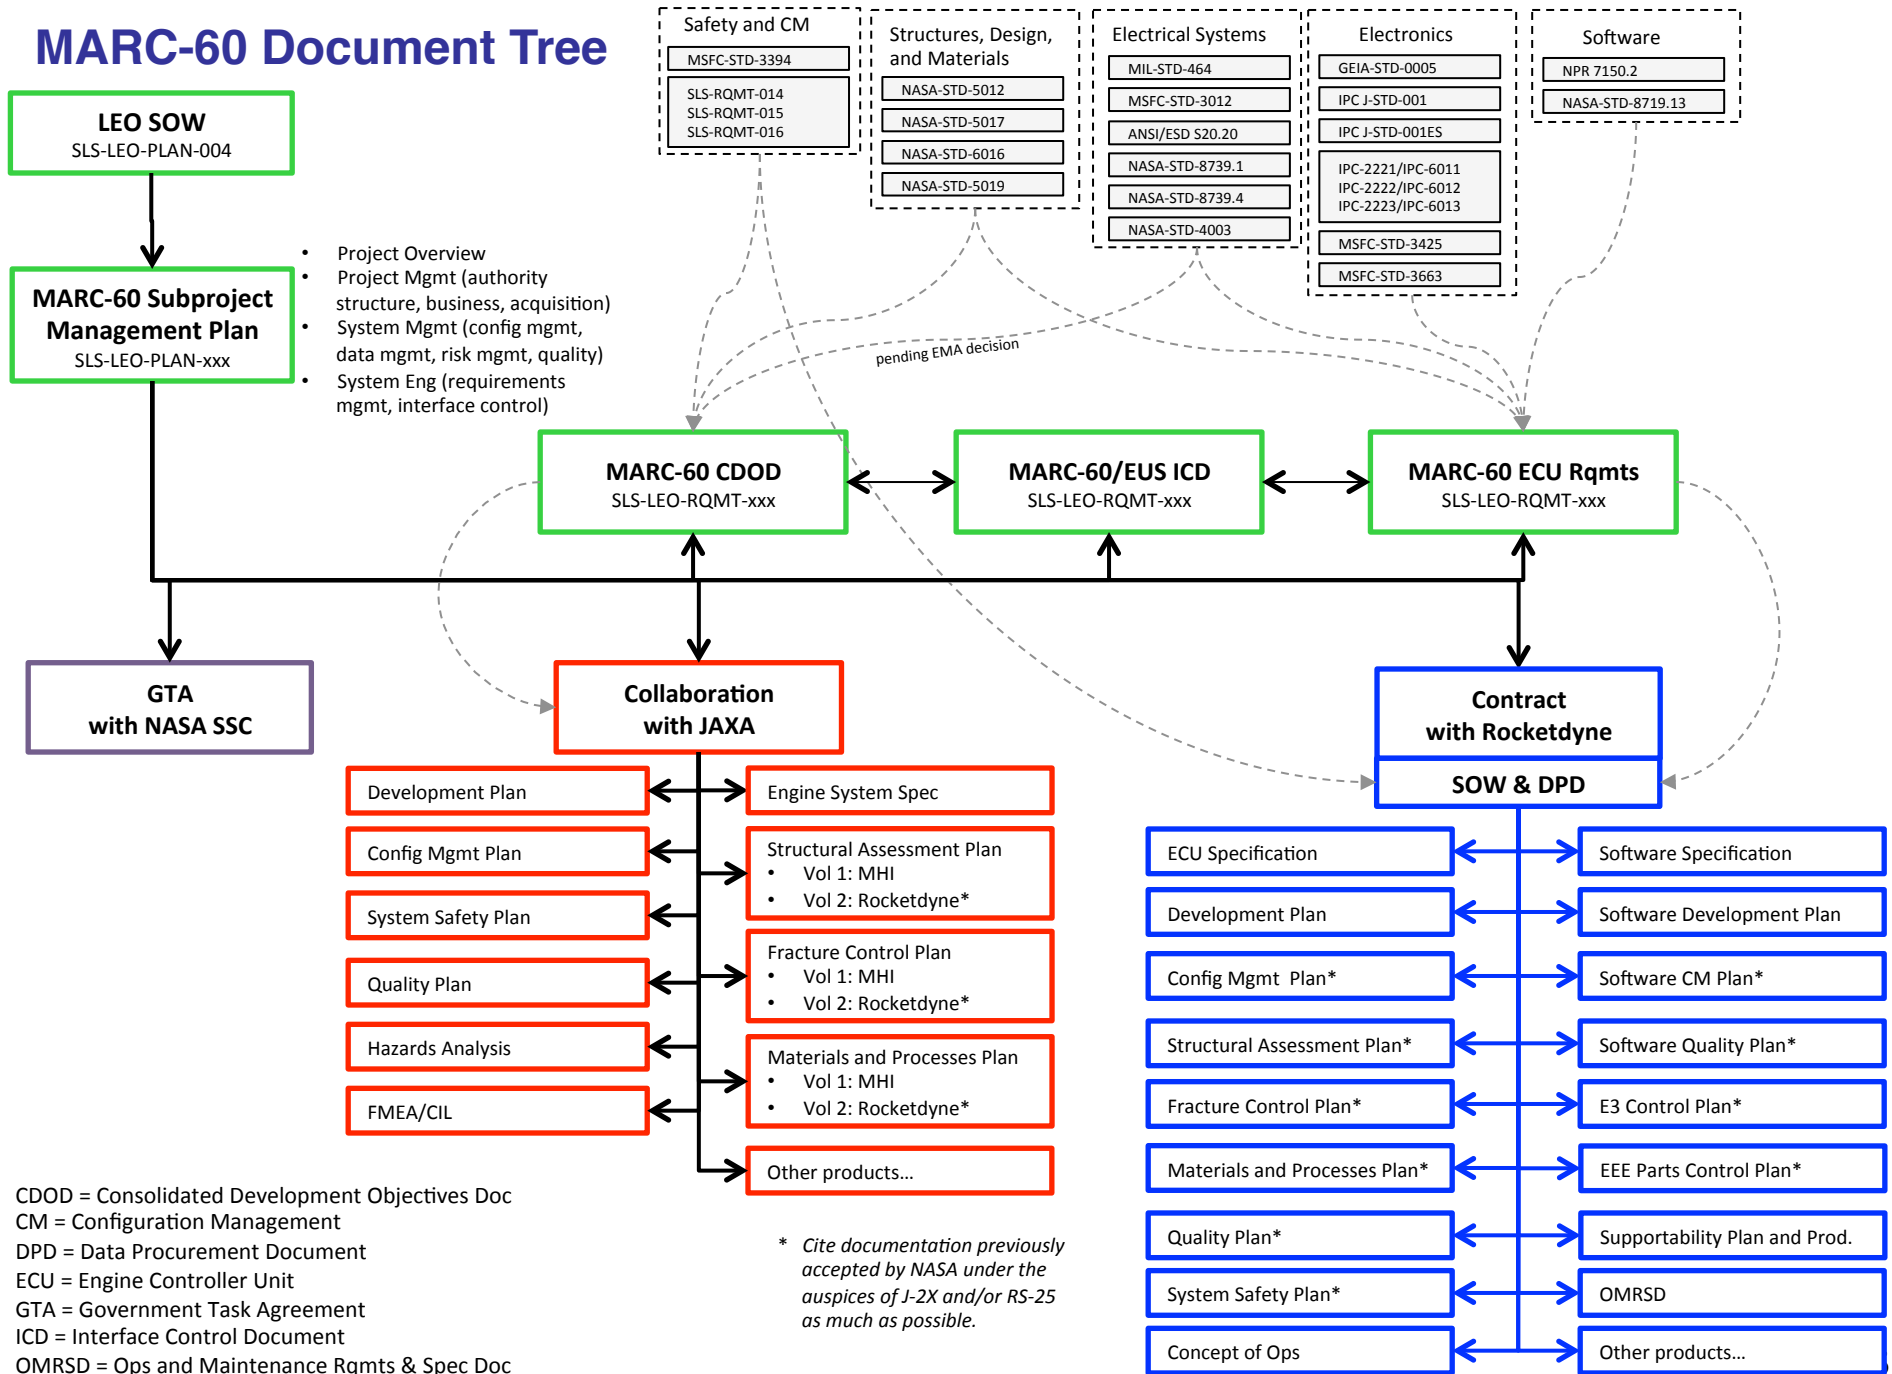 MARC-60 Document Tree
LEO SOW
SLS-LEO-PLAN-004
MARC-60 Subproject
Management Plan
SLS-LEO-PLAN-xxx
• Project Overview
• Project Mgmt (authority
structure, business, acquisition)
• System Mgmt (config mgmt,
data mgmt, risk mgmt, quality)
• System Eng (requirements
mgmt, interface control)
Safety and CM
MSFC-STD-3394
SLS-RQMT-014
SLS-RQMT-015
SLS-RQMT-016
Structures, Design,
and Materials
NASA-STD-5012
NASA-STD-5017
NASA-STD-6016
NASA-STD-5019
Electrical Systems
MIL-STD-464
MSFC-STD-3012
ANSI/ESD S20.20
NASA-STD-8739.1
NASA-STD-8739.4
NASA-STD-4003
Electronics
GEIA-STD-0005
IPC J-STD-001
IPC J-STD-001ES
IPC-2221/IPC-6011
IPC-2222/IPC-6012
IPC-2223/IPC-6013
MSFC-STD-3425
MSFC-STD-3663
Software
NPR 7150.2
NASA-STD-8719.13
pending EMA decision
MARC-60 CDOD
SLS-LEO-RQMT-xxx
MARC-60/EUS ICD
SLS-LEO-RQMT-xxx
MARC-60 ECU Rqmts
SLS-LEO-RQMT-xxx
GTA
with NASA SSC
Collaboration
with JAXA
Contract
with Rocketdyne
SOW & DPD
Development Plan
Config Mgmt Plan
System Safety Plan
Quality Plan
Hazards Analysis
FMEA/CIL
Engine System Spec
Structural Assessment Plan
• Vol 1: MHI
• Vol 2: Rocketdyne*
Fracture Control Plan
• Vol 1: MHI
• Vol 2: Rocketdyne*
Materials and Processes Plan
• Vol 1: MHI
• Vol 2: Rocketdyne*
Other products…
ECU Specification
Development Plan
Config Mgmt Plan*
Structural Assessment Plan*
Fracture Control Plan*
Materials and Processes Plan*
Quality Plan*
System Safety Plan*
Concept of Ops
Software Specification
Software Development Plan
Software CM Plan*
Software Quality Plan*
E3 Control Plan*
EEE Parts Control Plan*
Supportability Plan and Prod.
OMRSD
Other products…
CDOD = Consolidated Development Objectives Doc
CM = Configuration Management
DPD = Data Procurement Document
ECU = Engine Controller Unit
GTA = Government Task Agreement
ICD = Interface Control Document
OMRSD = Ops and Maintenance Rqmts & Spec Doc
* Cite documentation previously
accepted by NASA under the
auspices of J-2X and/or RS-25
as much as possible.